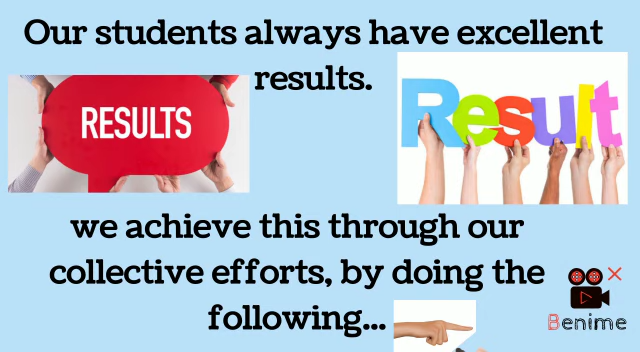 Our students always have excellent
results.
RESULTS
Result
we achieve this through our
collective efforts, by doing the
following...
Benime